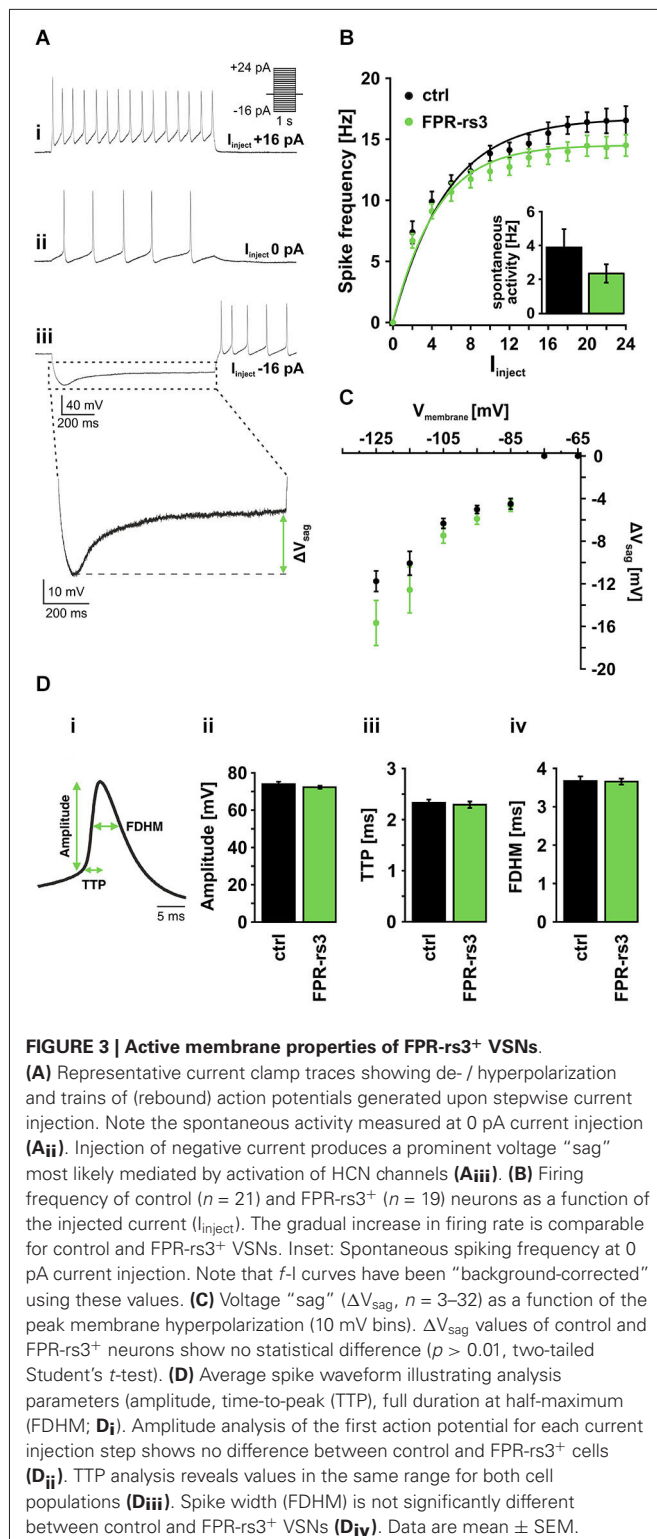 A
+24 pA
-16 pA
1 s
i
I inject +16 pA
ii
I inject 0 pA
iii
I inject -16 pA
40 mV
200 ms
ΔVsag
10 mV
200 ms
B
20
15
10
5
0
Spike frequency [Hz]
ctrl
FPR-rs3
6
4
2
0
spontaneous
activity [Hz]
0 4 8 12 16 20 24
I inject
C
V membrane [mV]
-125 -105 -85 -65
0
-4
-8
-12
-16
-20
ΔVsag [mV]
D
i
Amplitude
FDHM
TTP
5 ms
ii
80
60
40
20
0
Amplitude [mV]
ctrl
FPR-rs3
iii
3
2
1
0
TTP [ms]
ctrl
FPR-rs3
iv
4
3
2
1
0
FDHM [ms]
ctrl
FPR-rs3
FIGURE 3 | Active membrane properties of FPR-rs3⁺ VSNs.
(A) Representative current clamp traces showing de- / hyperpolarization
and trains of (rebound) action potentials generated upon stepwise current
injection. Note the spontaneous activity measured at 0 pA current injection
(Aii). Injection of negative current produces a prominent voltage “sag”
most likely mediated by activation of HCN channels (Aiii). (B) Firing
frequency of control (n = 21) and FPR-rs3⁺ (n = 19) neurons as a function of
the injected current (Iinject). The gradual increase in firing rate is comparable
for control and FPR-rs3⁺ VSNs. Inset: Spontaneous spiking frequency at 0
pA current injection. Note that f-I curves have been “background-corrected”
using these values. (C) Voltage “sag” (ΔVsag, n = 3–32) as a function of the
peak membrane hyperpolarization (10 mV bins). ΔVsag values of control and
FPR-rs3⁺ neurons show no statistical difference (p > 0.01, two-tailed
Student’s t-test). (D) Average spike waveform illustrating analysis
parameters (amplitude, time-to-peak (TTP), full duration at half-maximum
(FDHM; Di). Amplitude analysis of the first action potential for each current
injection step shows no difference between control and FPR-rs3⁺ cells
(Dii). TTP analysis reveals values in the same range for both cell
populations (Diii). Spike width (FDHM) is not significantly different
between control and FPR-rs3⁺ VSNs (Div). Data are mean ± SEM.